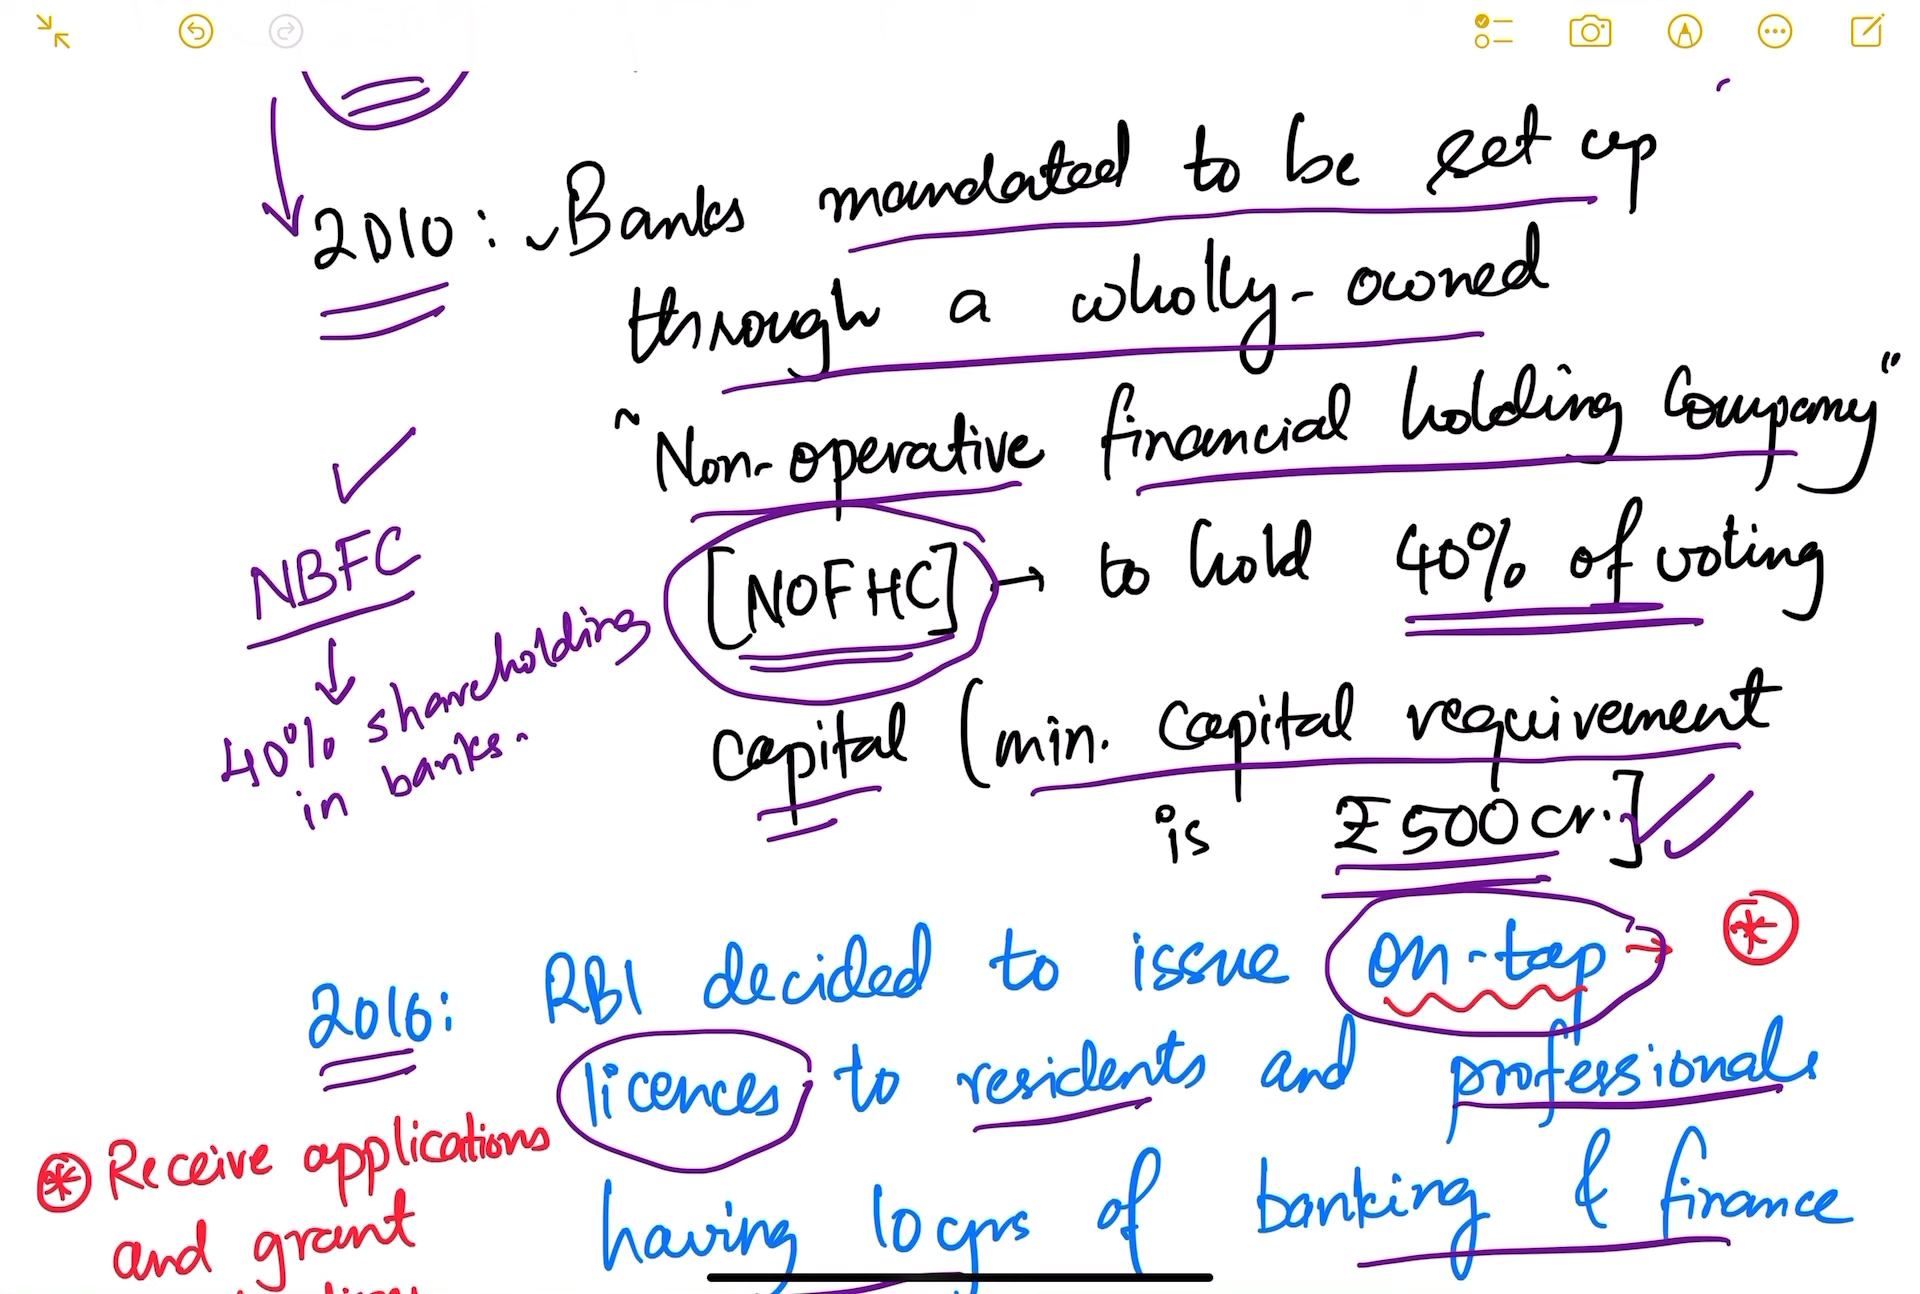 2010: Banks mandated to be set up
through a wholly-owned
"Non-operative financial holding Company"
[NOFHC] → to hold 40% of voting
capital (min. capital requirement
is ₹500 cr.]
NBFC
↓
40% shareholding
in banks.
2016: RBI decided to issue on-tap → *
licences to residents and professionals
having 10 yrs of banking & finance
* Receive applications
and grant